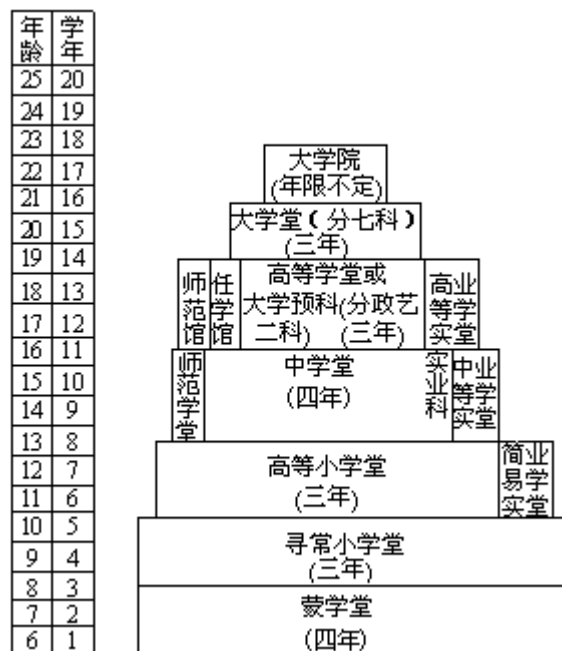 年龄 学年
25 20
24 19
23 18
22 17
21 16
20 15
19 14
18 13
17 12
16 11
15 10
14 9
13 8
12 7
11 6
10 5
9 4
8 3
7 2
6 1
大学院
(年限不定)
大学堂(分七科)
(三年)
师范馆
任学馆
高等学堂或
大学预科(分政艺
二科) (三年)
高等实业学堂
师范学堂
中学堂
(四年)
实业科
中等实业学堂
高等小学堂
(三年)
简易实业学堂
寻常小学堂
(三年)
蒙学堂
(四年)